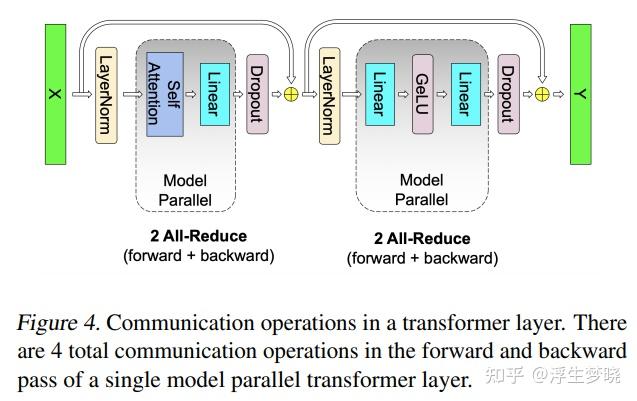 X
LayerNorm
Self
Attention
Linear
Dropout
LayerNorm
Linear
GeLU
Linear
Dropout
Y
Model
Parallel
Model
Parallel
2 All-Reduce
(forward + backward)
2 All-Reduce
(forward + backward)
Figure 4. Communication operations in a transformer layer. There
are 4 total communication operations in the forward and backward
pass of a single model parallel transformer layer.
知乎 @浮生梦晓